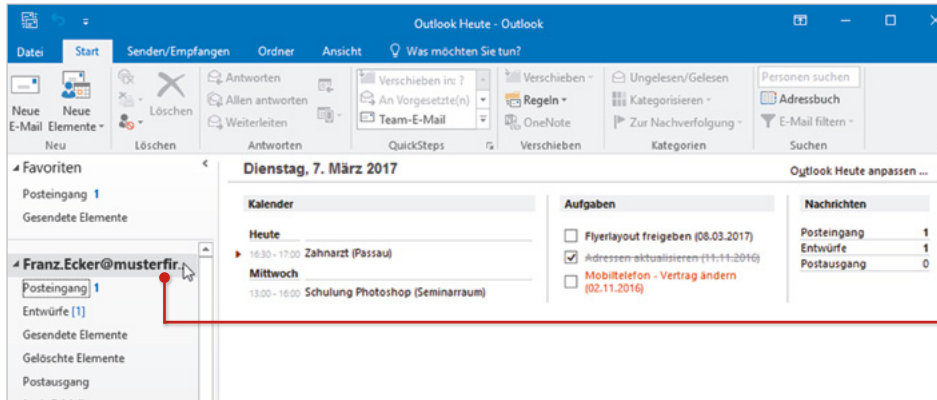 Outlook Heute - Outlook
Datei Start Senden/Empfangen Ordner Ansicht Was möchten Sie tun?
Neue E-Mail
Neue Elemente
Löschen
Antworten
Allen antworten
Weiterleiten
Verschieben in: ?
An Vorgesetzte(n)
Team-E-Mail
Verschieben
Regeln
OneNote
Ungelesen/Gelesen
Kategorisieren
Zur Nachverfolgung
Personen suchen
Adressbuch
E-Mail filtern
Neu Löschen Antworten QuickSteps Verschieben Kategorien Suchen
Favoriten
Posteingang 1
Gesendete Elemente
Franz.Ecker@musterfir...
Posteingang 1
Entwürfe [1]
Gesendete Elemente
Gelöschte Elemente
Postausgang
Dienstag, 7. März 2017
Outlook Heute anpassen ...
Kalender
Heute
16:30 - 17:00 Zahnarzt (Passau)
Mittwoch
13:00 - 16:00 Schulung Photoshop (Seminarraum)
Aufgaben
Flyerlayout freigeben (08.03.2017)
Adressen aktualisieren (11.11.2016)
Mobiltelefon - Vertrag ändern
(02.11.2016)
Nachrichten
Posteingang 1
Entwürfe 1
Postausgang 0